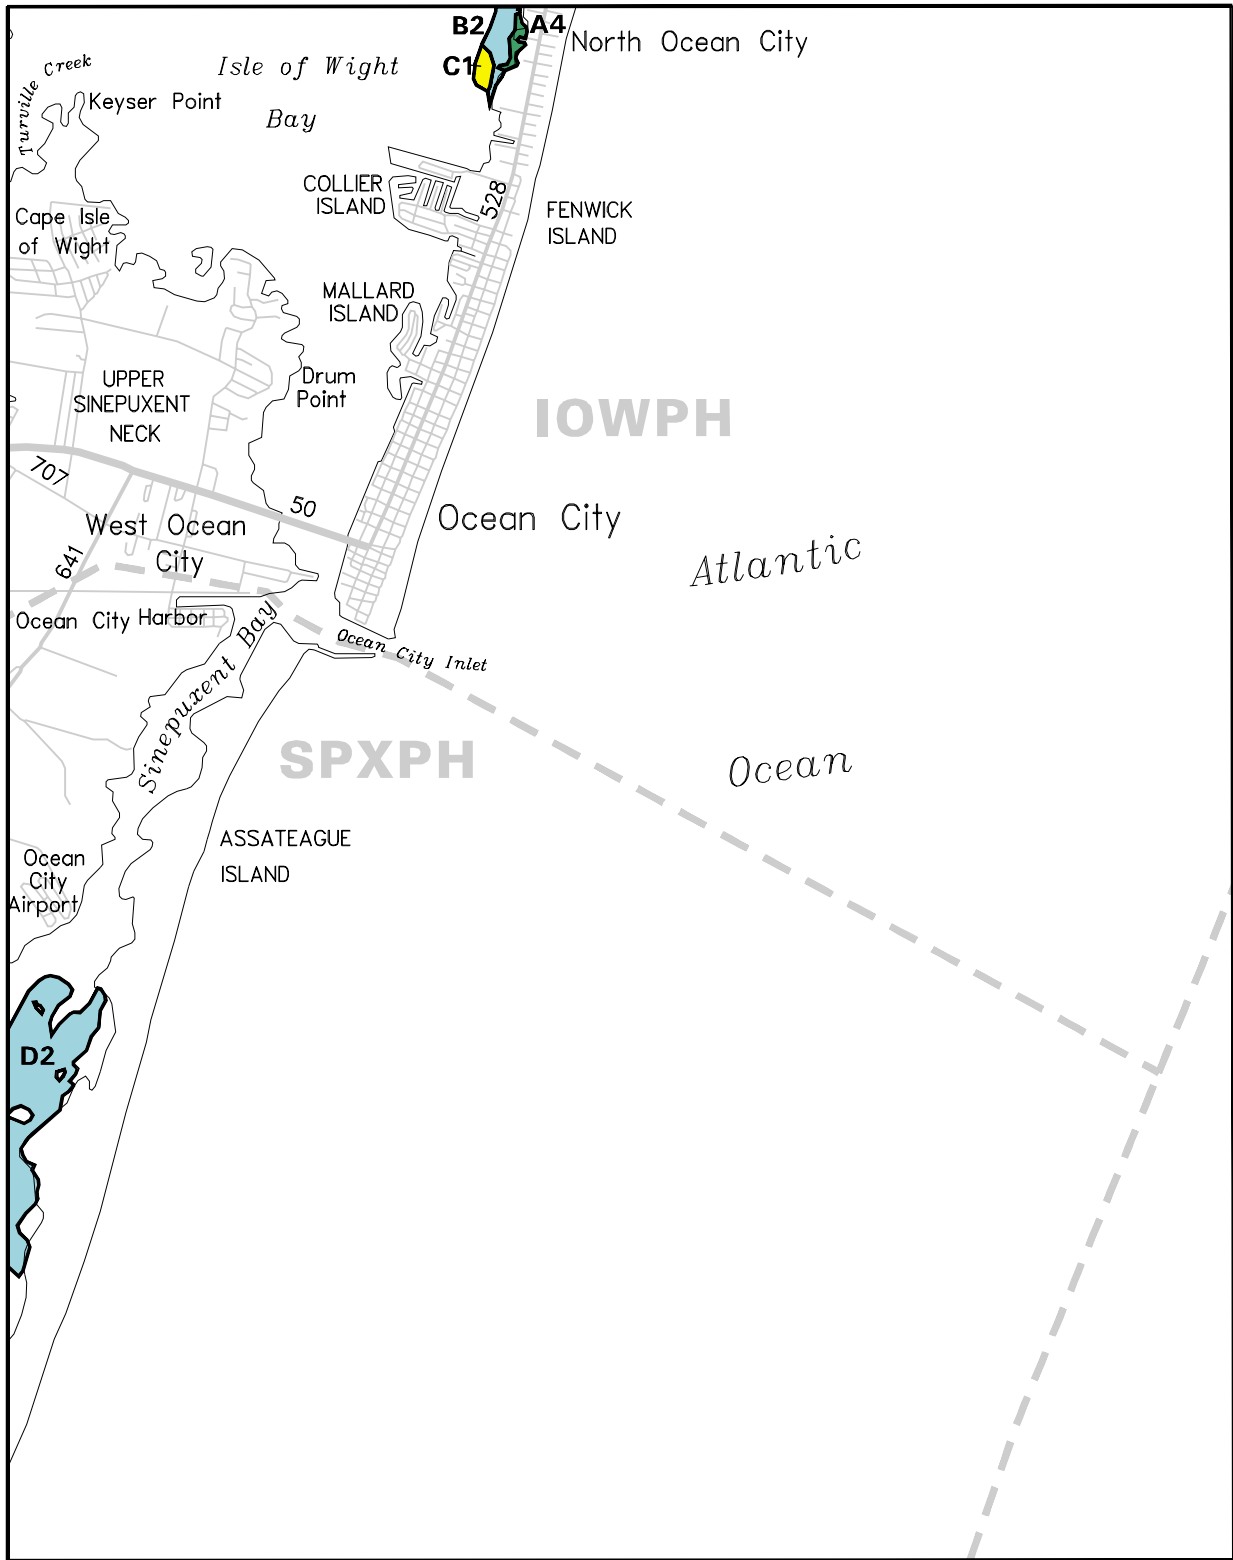 B2
A4
North Ocean City
C1
Isle of Wight
Bay
Turville Creek
Keyser Point
COLLIER
ISLAND
528
FENWICK
ISLAND
Cape Isle
of Wight
MALLARD
ISLAND
UPPER
SINEPUXENT
NECK
Drum
Point
IOWPH
707
50
Ocean City
West Ocean
City
641
Atlantic
Ocean City Harbor
Sinepuxent Bay
Ocean City Inlet
SPXPH
Ocean
ASSATEAGUE
ISLAND
Ocean
City
Airport
D2